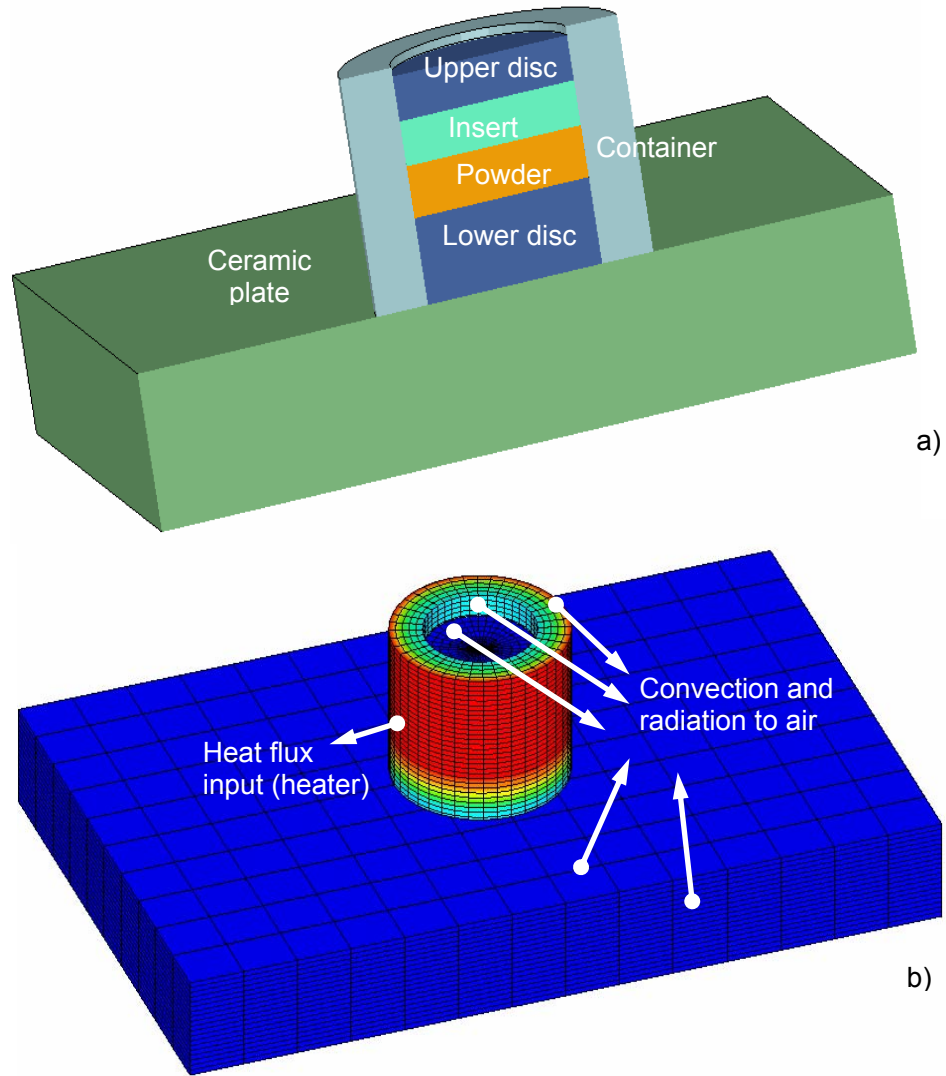 Upper disc
Insert
Container
Powder
Lower disc
Ceramic
plate
a)
Convection and
radiation to air
Heat flux
input (heater)
b)